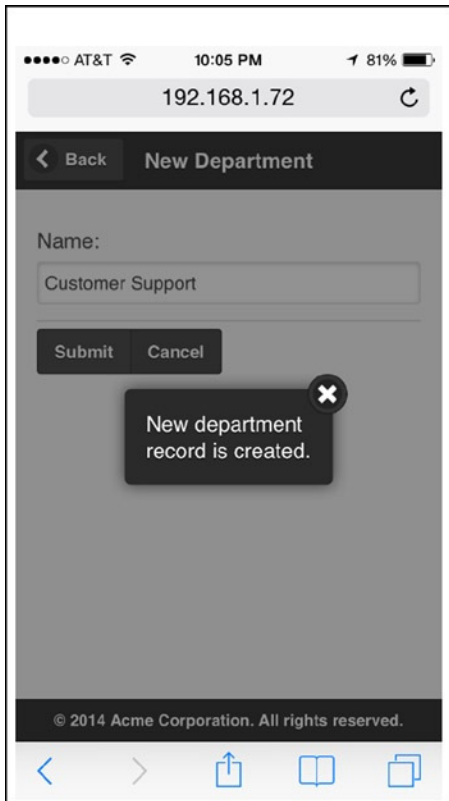 AT&T 10:05 PM 81%
192.168.1.72
Back New Department
Name:
Customer Support
Submit Cancel
New department
record is created.
© 2014 Acme Corporation. All rights reserved.